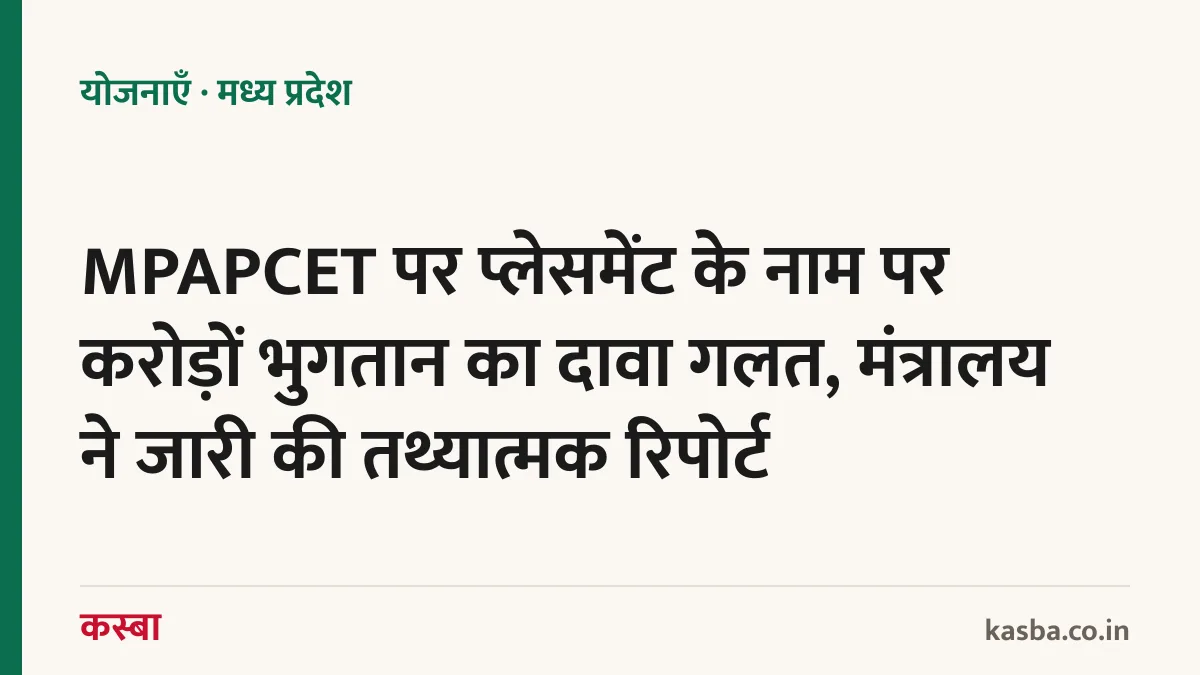 योजनाएँ · मध्य प्रदेश
MPAPCET पर प्लेसमेंट के नाम पर
करोड़ों भुगतान का दावा गलत, मंत्रालय
ने जारी की तथ्यात्मक रिपोर्ट
कस्बा
kasba.co.in